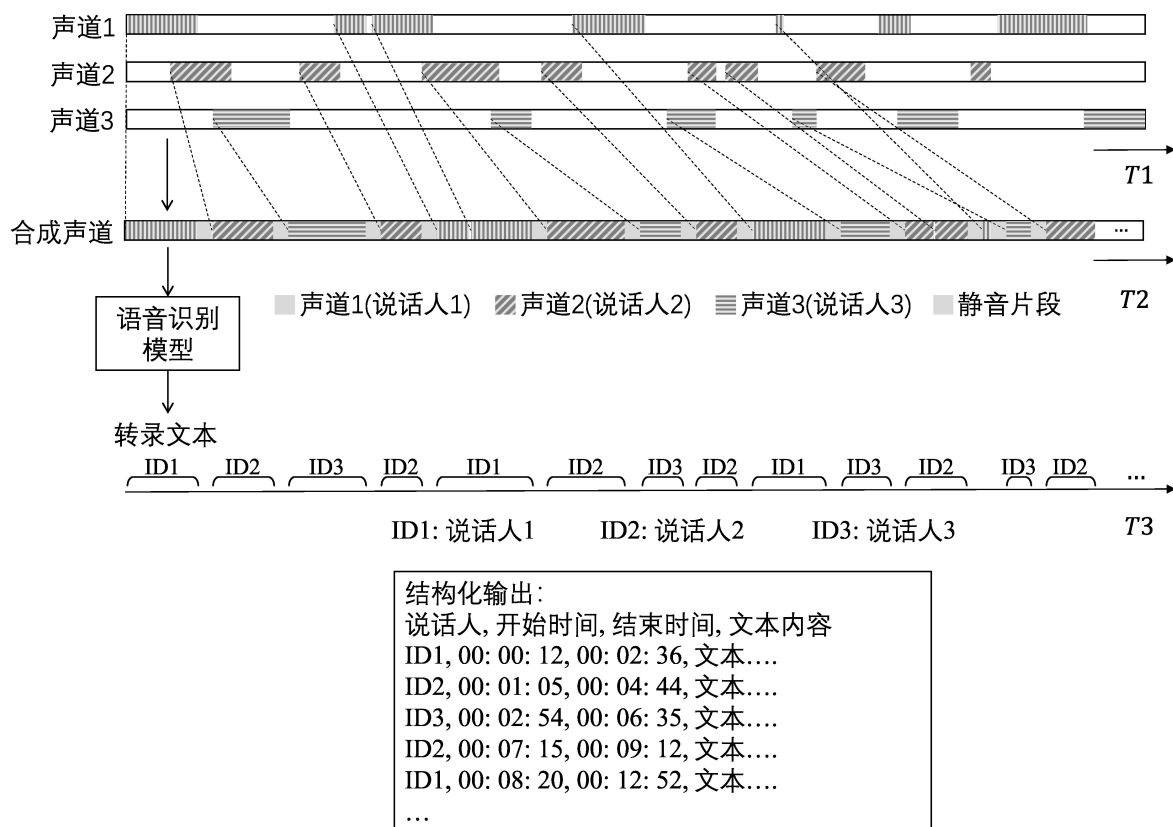 声道1
声道2
声道3
T1
合成声道
...
T2
声道1(说话人1) 声道2(说话人2) 声道3(说话人3) 静音片段
语音识别
模型
转录文本
ID1 ID2 ID3 ID2 ID1 ID2 ID3 ID2 ID1 ID3 ID2 ID3 ID2 ...
T3
ID1: 说话人1 ID2: 说话人2 ID3: 说话人3
结构化输出:
说话人, 开始时间, 结束时间, 文本内容
ID1, 00: 00: 12, 00: 02: 36, 文本….
ID2, 00: 01: 05, 00: 04: 44, 文本….
ID3, 00: 02: 54, 00: 06: 35, 文本….
ID2, 00: 07: 15, 00: 09: 12, 文本….
ID1, 00: 08: 20, 00: 12: 52, 文本….
…